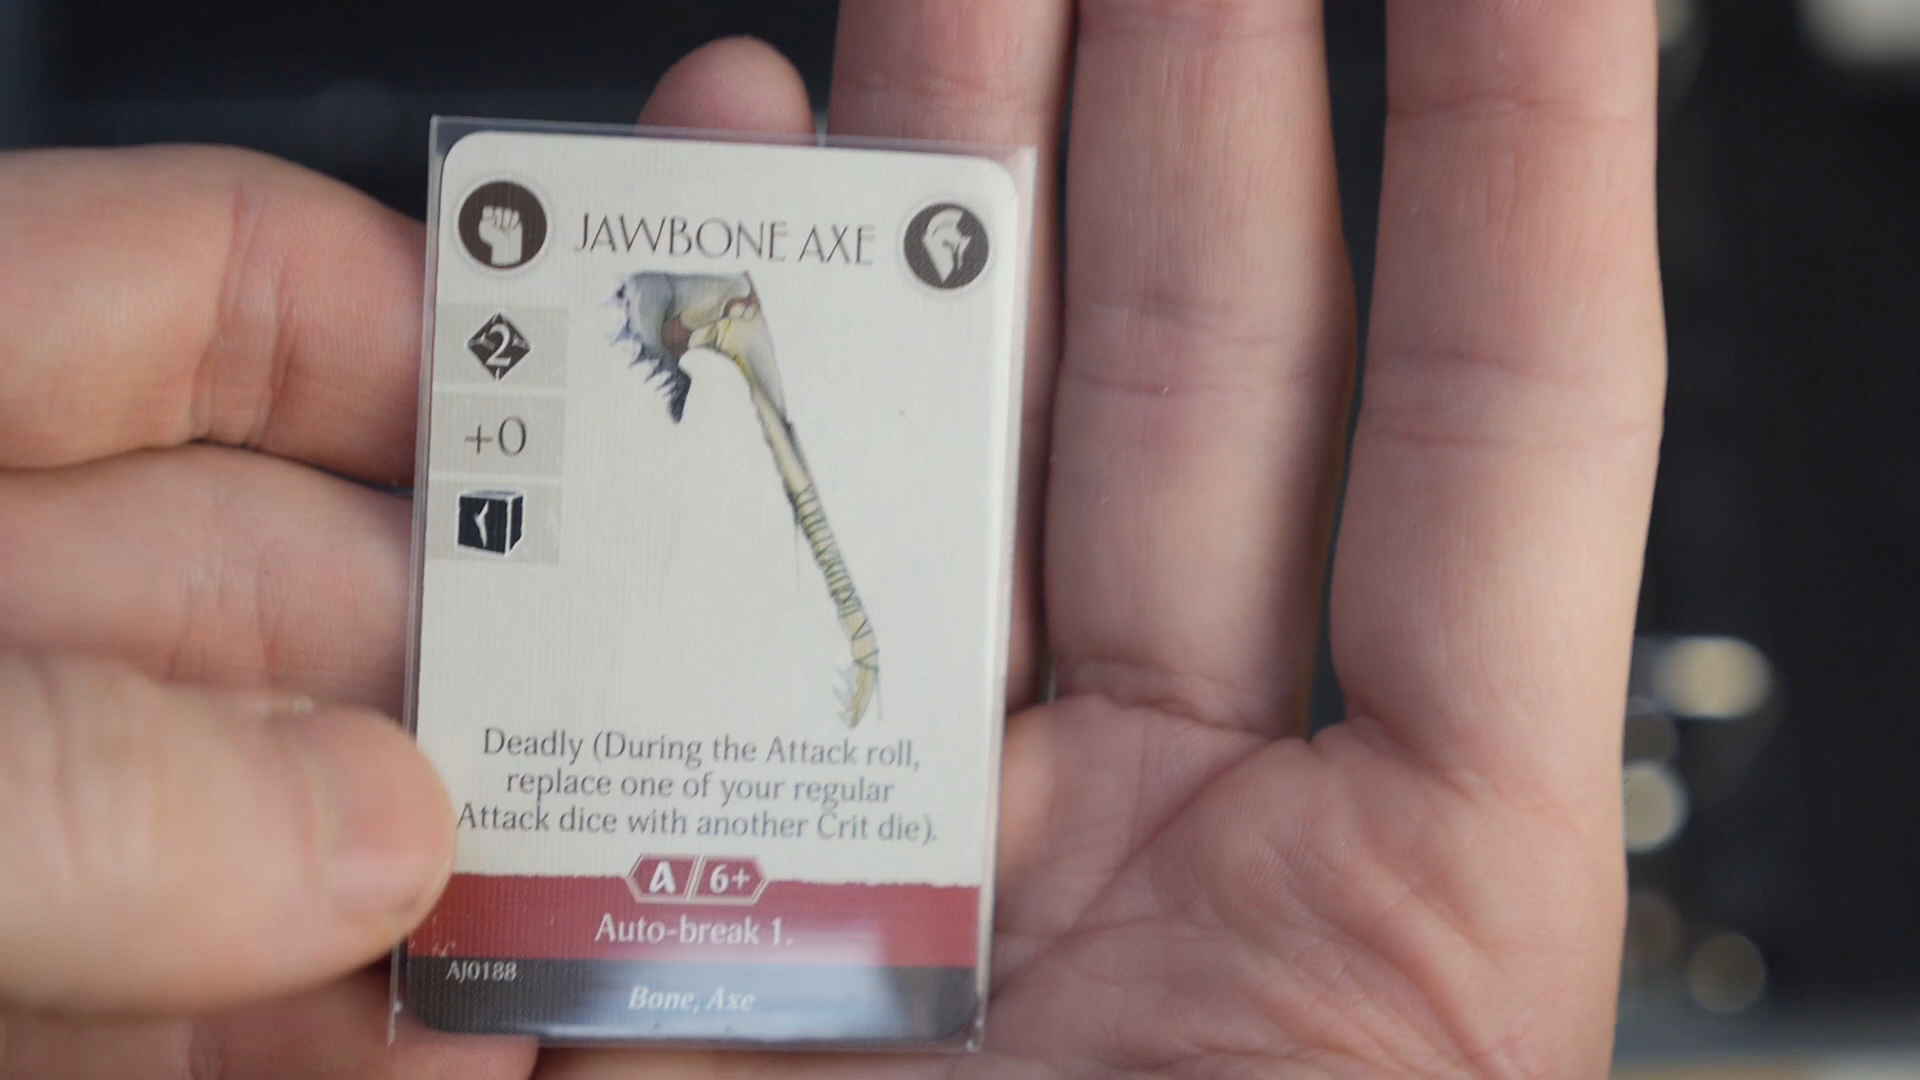 JAWBONE AXE
2
+0
Deadly (During the Attack roll,
replace one of your regular
Attack dice with another Crit die).
A 6+
Auto-break 1.
AJ0188
Bone, Axe